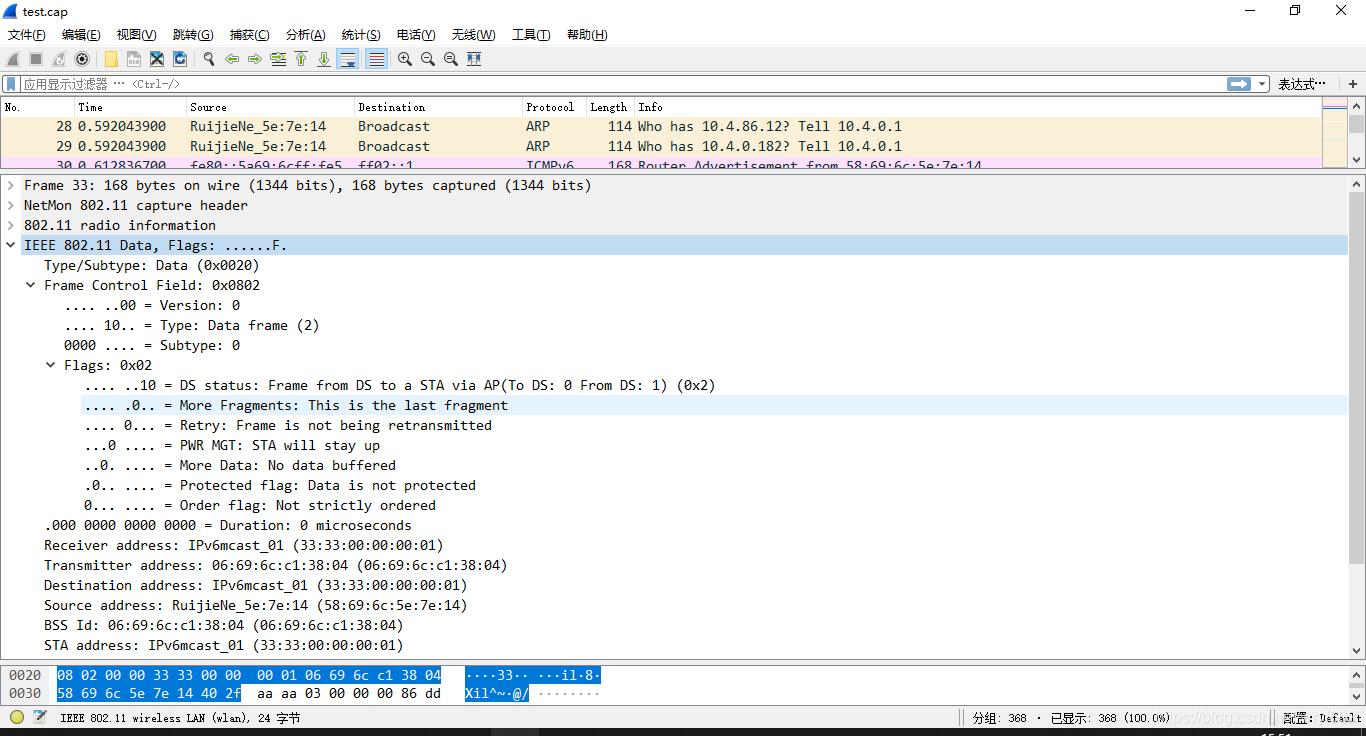 test.cap
文件(F) 编辑(E) 视图(V) 跳转(G) 捕获(C) 分析(A) 统计(S) 电话(Y) 无线(W) 工具(T) 帮助(H)
应用显示过滤器 … <Ctrl-/> 表达式… +
No. Time Source Destination Protocol Length Info
28 0.592043900 RuijieNe_5e:7e:14 Broadcast ARP 114 Who has 10.4.86.12? Tell 10.4.0.1
29 0.592043900 RuijieNe_5e:7e:14 Broadcast ARP 114 Who has 10.4.0.182? Tell 10.4.0.1
30 0.612836700 fe80::5a69:6cff:fe5… ff02::1 ICMPv6 168 Router Advertisement from 58:69:6c:5e:7e:14
Frame 33: 168 bytes on wire (1344 bits), 168 bytes captured (1344 bits)
NetMon 802.11 capture header
802.11 radio information
IEEE 802.11 Data, Flags: ......F.
Type/Subtype: Data (0x0020)
Frame Control Field: 0x0802
.... ..00 = Version: 0
.... 10.. = Type: Data frame (2)
0000 .... = Subtype: 0
Flags: 0x02
.... ..10 = DS status: Frame from DS to a STA via AP(To DS: 0 From DS: 1) (0x2)
.... .0.. = More Fragments: This is the last fragment
.... 0... = Retry: Frame is not being retransmitted
...0 .... = PWR MGT: STA will stay up
..0. .... = More Data: No data buffered
.0.. .... = Protected flag: Data is not protected
0... .... = Order flag: Not strictly ordered
.000 0000 0000 0000 = Duration: 0 microseconds
Receiver address: IPv6mcast_01 (33:33:00:00:00:01)
Transmitter address: 06:69:6c:c1:38:04 (06:69:6c:c1:38:04)
Destination address: IPv6mcast_01 (33:33:00:00:00:01)
Source address: RuijieNe_5e:7e:14 (58:69:6c:5e:7e:14)
BSS Id: 06:69:6c:c1:38:04 (06:69:6c:c1:38:04)
STA address: IPv6mcast_01 (33:33:00:00:00:01)
0020 08 02 00 00 33 33 00 00 00 01 06 69 6c c1 38 04 ····33·· ···il·8·
0030 58 69 6c 5e 7e 14 40 2f aa aa 03 00 00 00 86 dd Xil^~·@/ ········
IEEE 802.11 wireless LAN (wlan), 24 字节 分组: 368 · 已显示: 368 (100.0%) 配置: Default